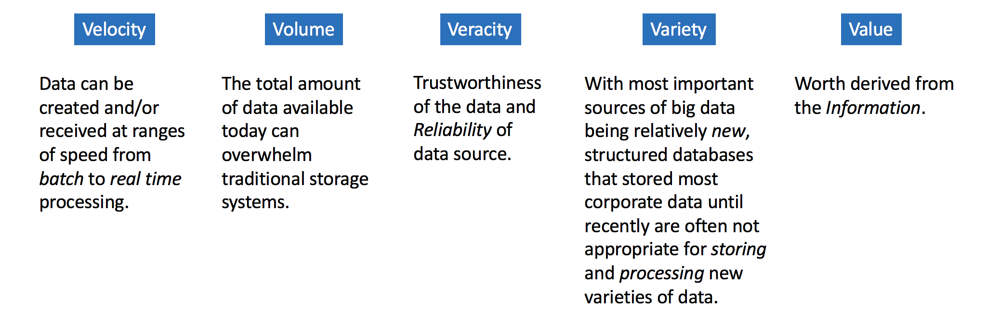 Velocity
Data can be
created and/or
received at ranges
of speed from
batch to real time
processing.
Volume
The total amount
of data available
today can
overwhelm
traditional storage
systems.
Veracity
Trustworthiness
of the data and
Reliability of
data source.
Variety
With most important
sources of big data
being relatively new,
structured databases
that stored most
corporate data until
recently are often not
appropriate for storing
and processing new
varieties of data.
Value
Worth derived from
the Information.